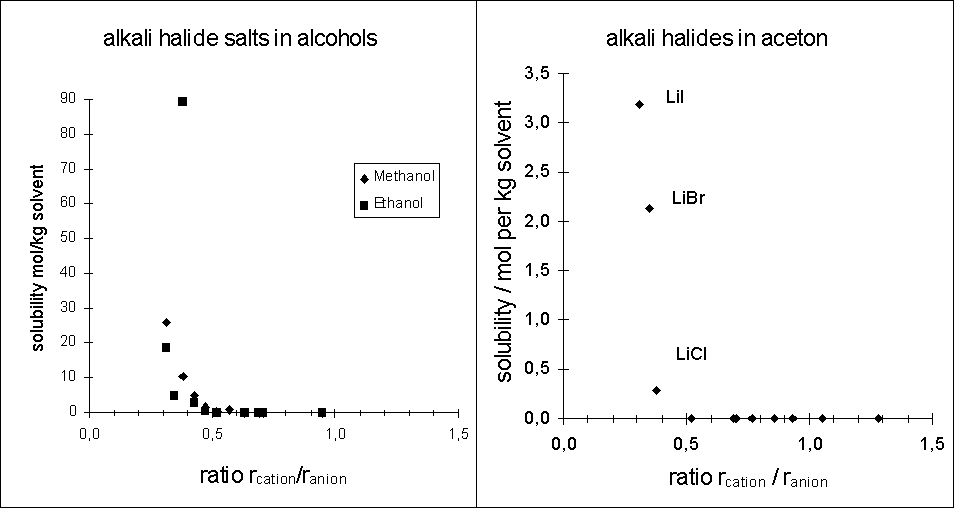 alkali halide salts in alcohols
solubility mol/kg solvent
90
80
70
60
50
40
30
20
10
0
0,0
0,5
1,0
1,5
Methanol
Ethanol
ratio rcation/ranion
alkali halides in aceton
solubility / mol per kg solvent
3,5
3,0
2,5
2,0
1,5
1,0
0,5
0,0
0,0
0,5
1,0
1,5
LiI
LiBr
LiCl
ratio rcation / ranion